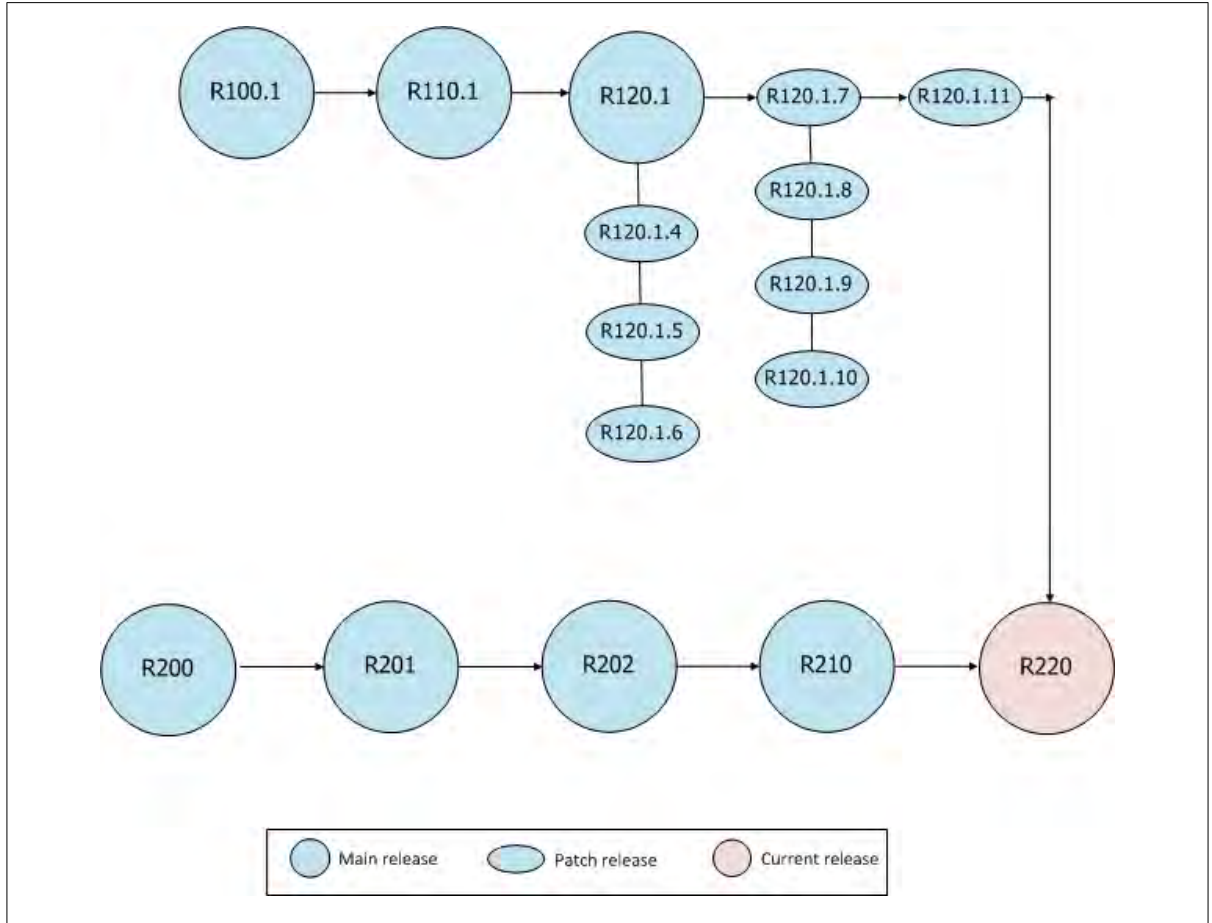 R100.1
R110.1
R120.1
R120.1.7
R120.1.11
R120.1.8
R120.1.4
R120.1.9
R120.1.5
R120.1.10
R120.1.6
R200
R201
R202
R210
R220
Main release
Patch release
Current release